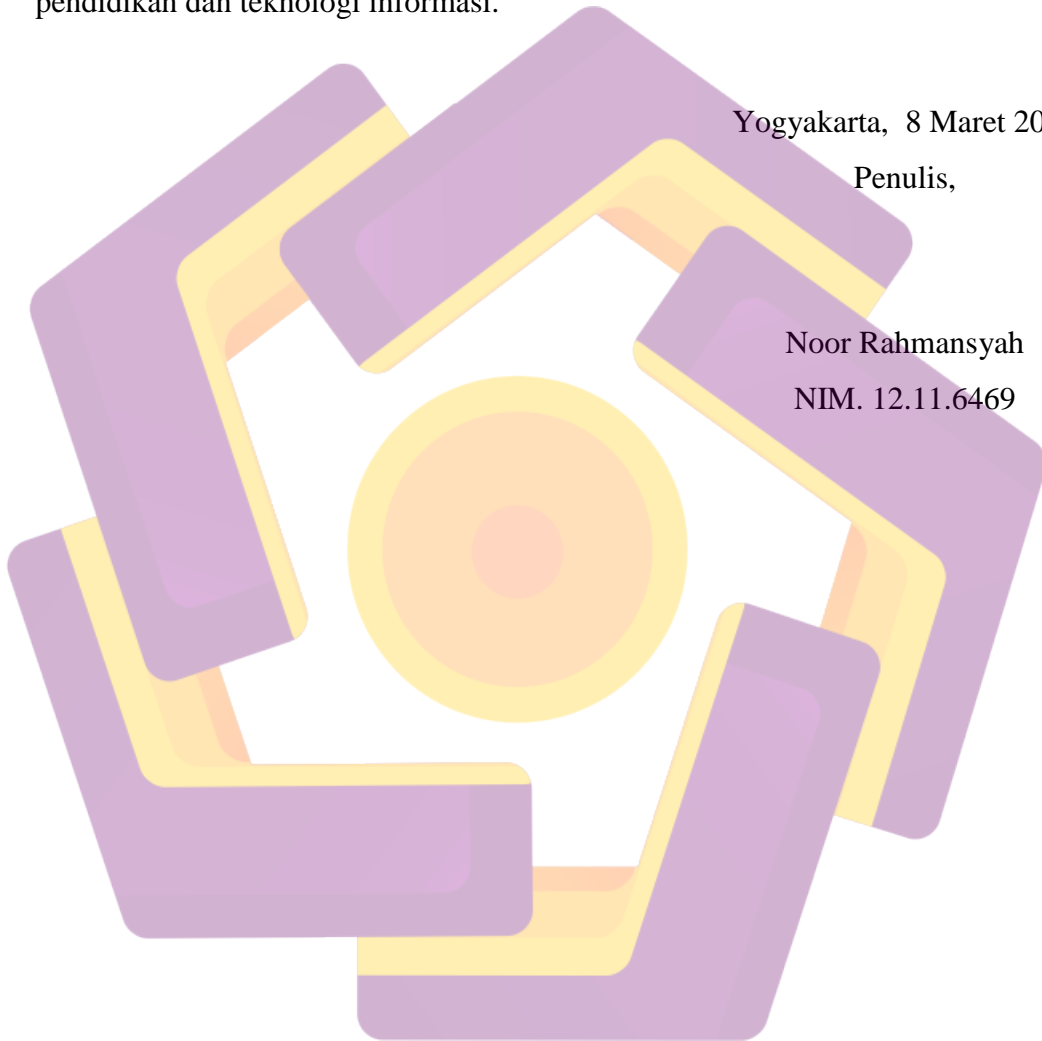 pendidikan dan teknologi informasi.
Yogyakarta, 8 Maret 20
Penulis,
Noor Rahmansyah
NIM. 12.11.6469